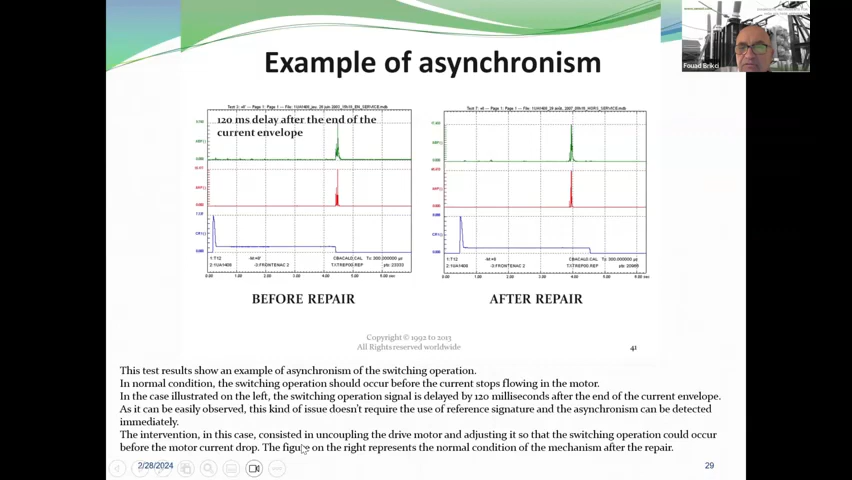 Example of asynchronism
120 ms delay after the end of the
current envelope
BEFORE REPAIR
AFTER REPAIR
Copyright © 1992 to 2013
All Rights reserved worldwide
41
This test results show an example of asynchronism of the switching operation.
In normal condition, the switching operation should occur before the current stops flowing in the motor.
In the case illustrated on the left, the switching operation signal is delayed by 120 milliseconds after the end of the current envelope.
As it can be easily observed, this kind of issue doesn't require the use of reference signature and the asynchronism can be detected
immediately.
The intervention, in this case, consisted in uncoupling the drive motor and adjusting it so that the switching operation could occur
before the motor current drop. The figure on the right represents the normal condition of the mechanism after the repair.
2/28/2024
29
Fouad Brikci